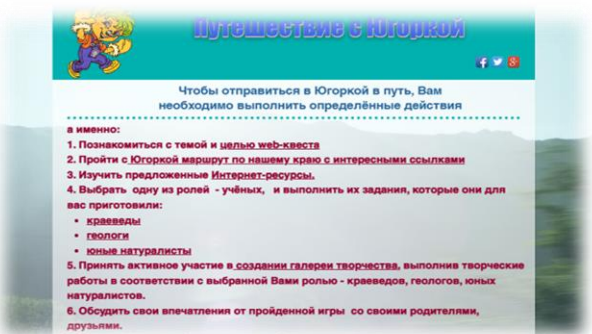 Путешествие с Югоркой
Чтобы отправиться в Югоркой в путь, Вам
необходимо выполнить определённые действия
а именно:
1. Познакомиться с темой и целью web-квеста
2. Пройти с Югоркой маршрут по нашему краю с интересными ссылками
3. Изучить предложенные Интернет-ресурсы.
4. Выбрать одну из ролей - учёных, и выполнить их задания, которые они для
вас приготовили:
• краеведы
• геологи
• юные натуралисты
5. Принять активное участие в создании галереи творчества, выполнив творческие
работы в соответствии с выбранной Вами ролью - краеведов, геологов, юных
натуралистов.
6. Обсудить свои впечатления от пройденной игры со своими родителями,
друзьями.